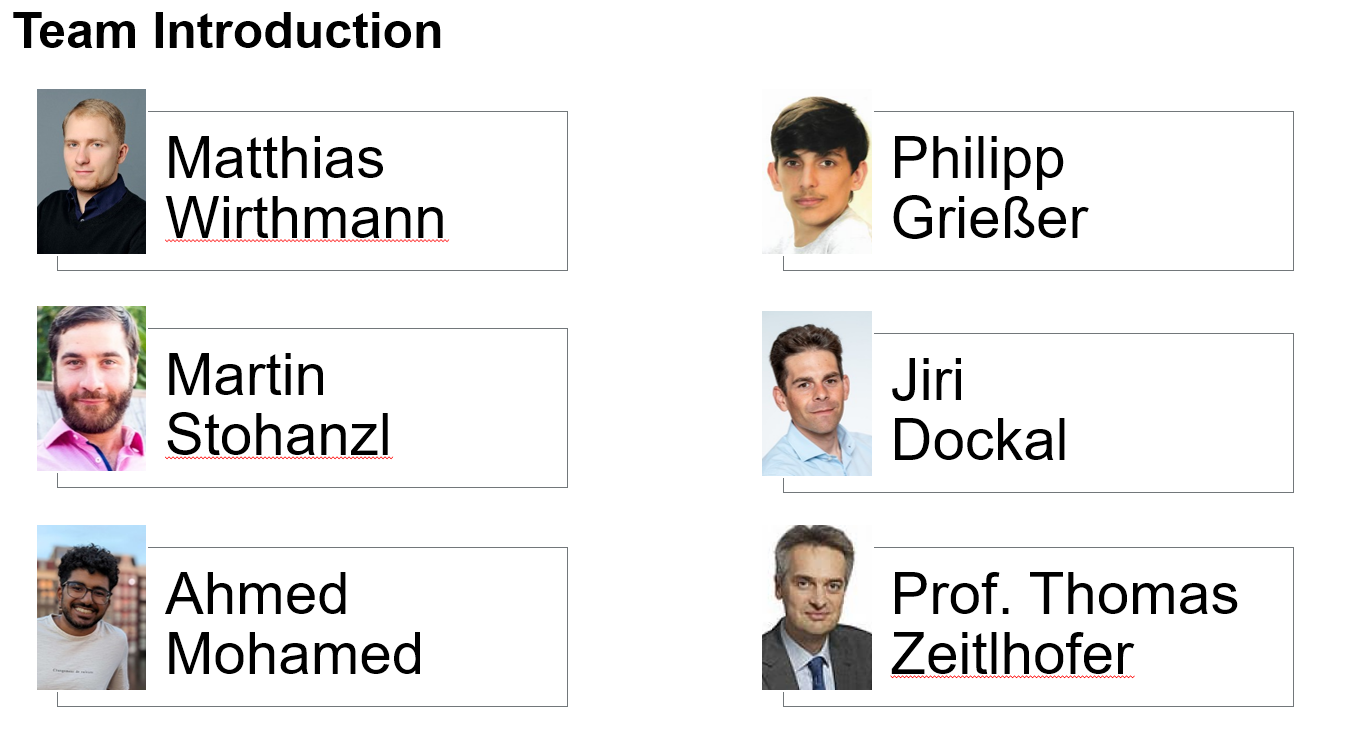 Team Introduction
Matthias
Wirthmann
Philipp
Grießer
Martin
Stohanzl
Jiri
Dockal
Ahmed
Mohamed
Prof. Thomas
Zeitlhofer